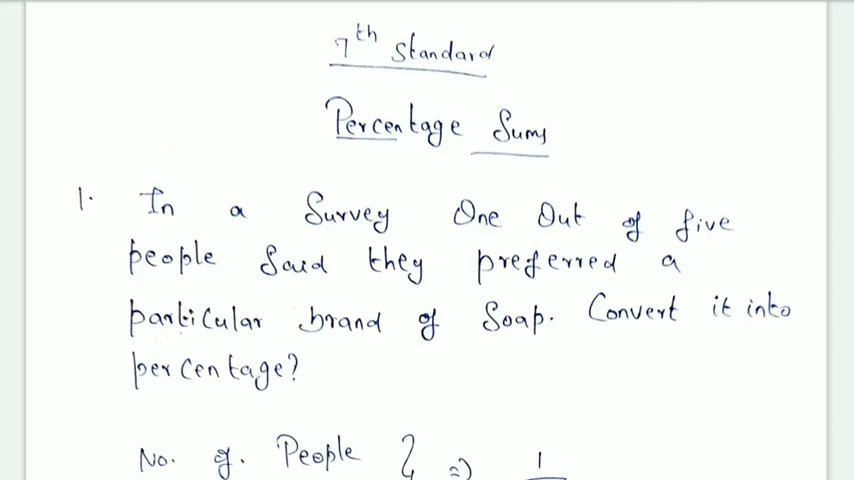 7th Standard
Percentage Sums
1. In a Survey One Out of five
people Said they preferred a
particular brand of Soap. Convert it into
percentage?
No. of. People } => 1